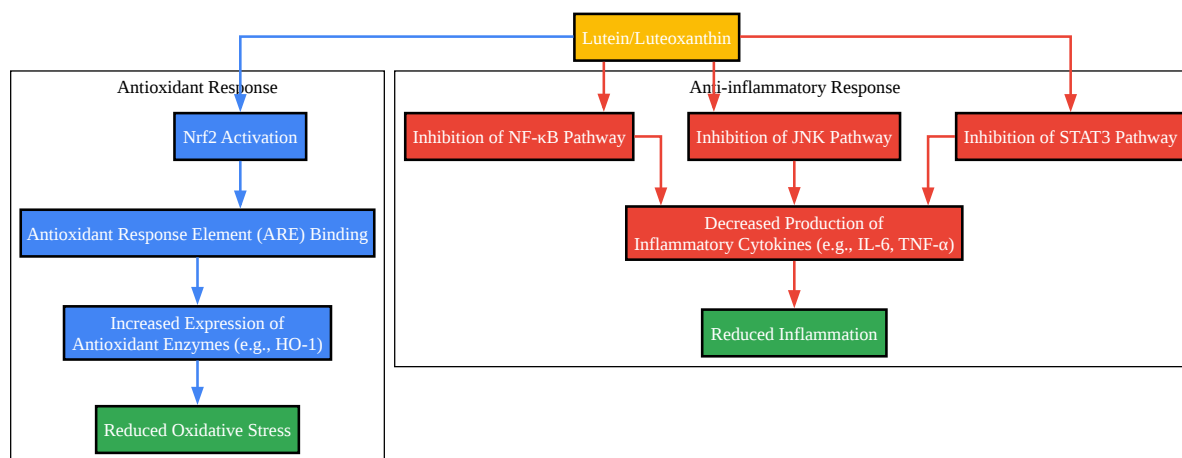 Lutein/Luteoxanthin
Antioxidant Response
Anti-inflammatory Response
Nrf2 Activation
Inhibition of NF-κB Pathway
Inhibition of JNK Pathway
Inhibition of STAT3 Pathway
Antioxidant Response Element (ARE) Binding
Decreased Production of
Inflammatory Cytokines (e.g., IL-6, TNF-α)
Increased Expression of
Antioxidant Enzymes (e.g., HO-1)
Reduced Inflammation
Reduced Oxidative Stress